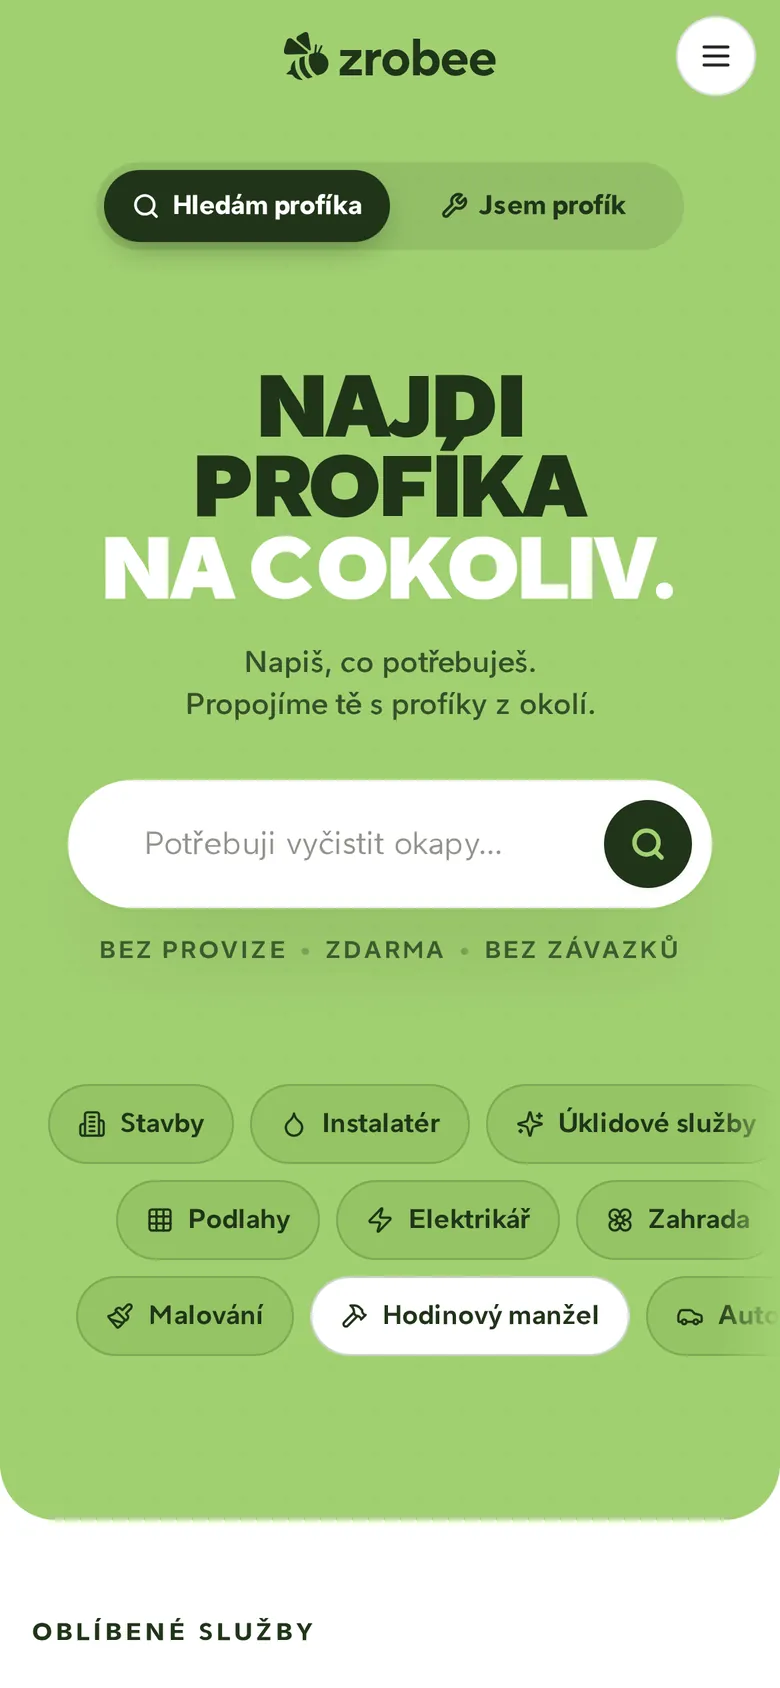 zrobee
Hledám profíka
Jsem profík
NAJDI
PROFÍKA
NA COKOLIV.
Napiš, co potřebuješ.
Propojíme tě s profíky z okolí.
Potřebuji vyčistit okapy...
BEZ PROVIZE • ZDARMA • BEZ ZÁVAZKŮ
Stavby
Instalatér
Úklidové služby
Podlahy
Elektrikář
Zahrada
Malování
Hodinový manžel
Auto
OBLÍBENÉ SLUŽBY